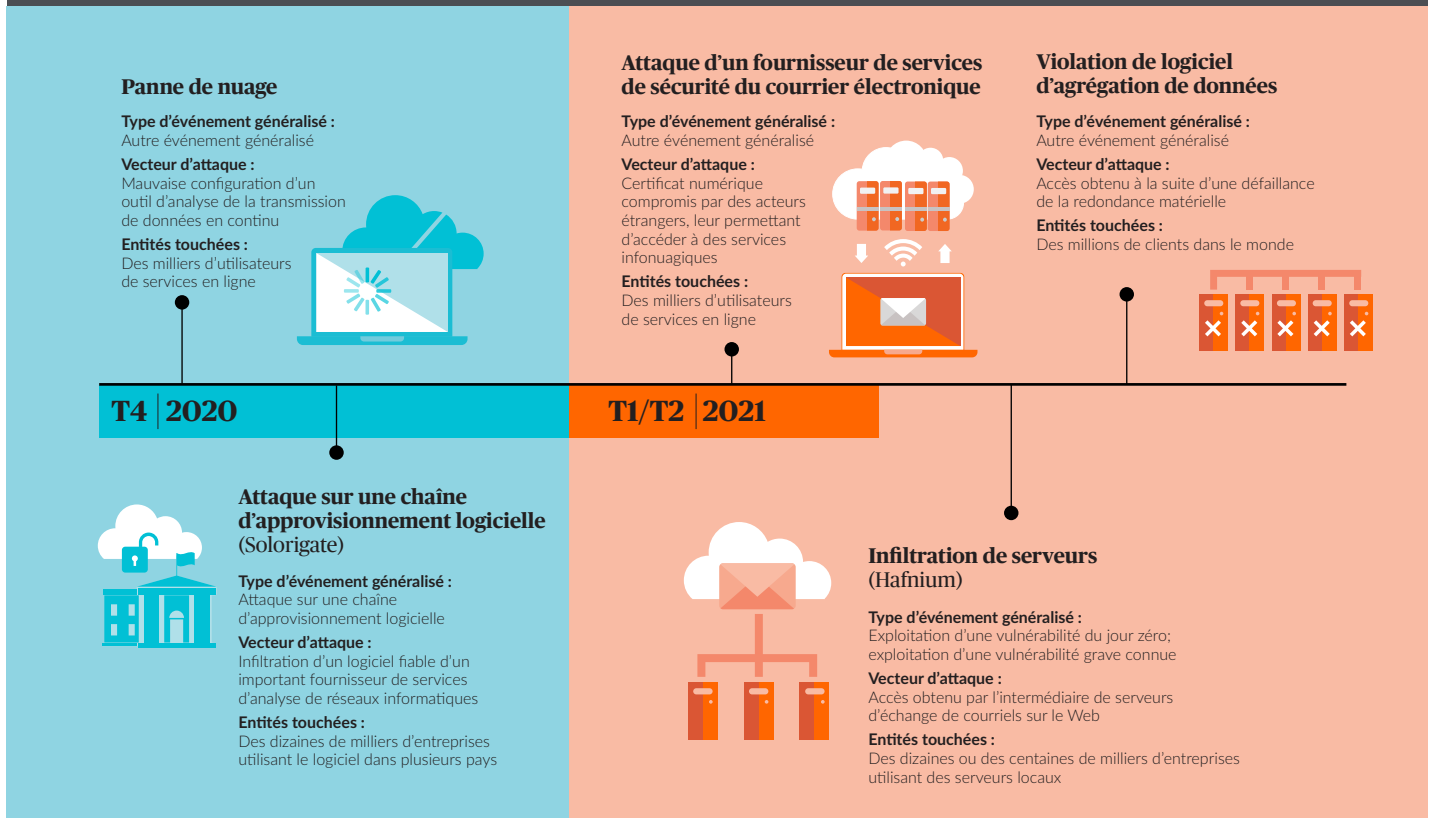 Panne de nuage
Type d’événement généralisé :
Autre événement généralisé
Vecteur d’attaque :
Mauvaise configuration d’un
outil d’analyse de la transmission
de données en continu
Entités touchées :
Des milliers d’utilisateurs
de services en ligne
Attaque d’un fournisseur de services
de sécurité du courrier électronique
Type d’événement généralisé :
Autre événement généralisé
Vecteur d’attaque :
Certificat numérique
compromis par des acteurs
étrangers, leur permettant
d’accéder à des services
infonuagiques
Entités touchées :
Des milliers d’utilisateurs
de services en ligne
Violation de logiciel
d’agrégation de données
Type d’événement généralisé :
Autre événement généralisé
Vecteur d’attaque :
Accès obtenu à la suite d’une défaillance
de la redondance matérielle
Entités touchées :
Des millions de clients dans le monde
T4 | 2020
T1/T2 | 2021
Attaque sur une chaîne
d’approvisionnement logicielle
(Solorigate)
Type d’événement généralisé :
Attaque sur une chaîne
d’approvisionnement logicielle
Vecteur d’attaque :
Infiltration d’un logiciel fiable d’un
important fournisseur de services
d’analyse de réseaux informatiques
Entités touchées :
Des dizaines de milliers d’entreprises
utilisant le logiciel dans plusieurs pays
Infiltration de serveurs
(Hafnium)
Type d’événement généralisé :
Exploitation d’une vulnérabilité du jour zéro;
exploitation d’une vulnérabilité grave connue
Vecteur d’attaque :
Accès obtenu par l’intermédiaire de serveurs
d’échange de courriels sur le Web
Entités touchées :
Des dizaines ou des centaines de milliers d’entreprises
utilisant des serveurs locaux